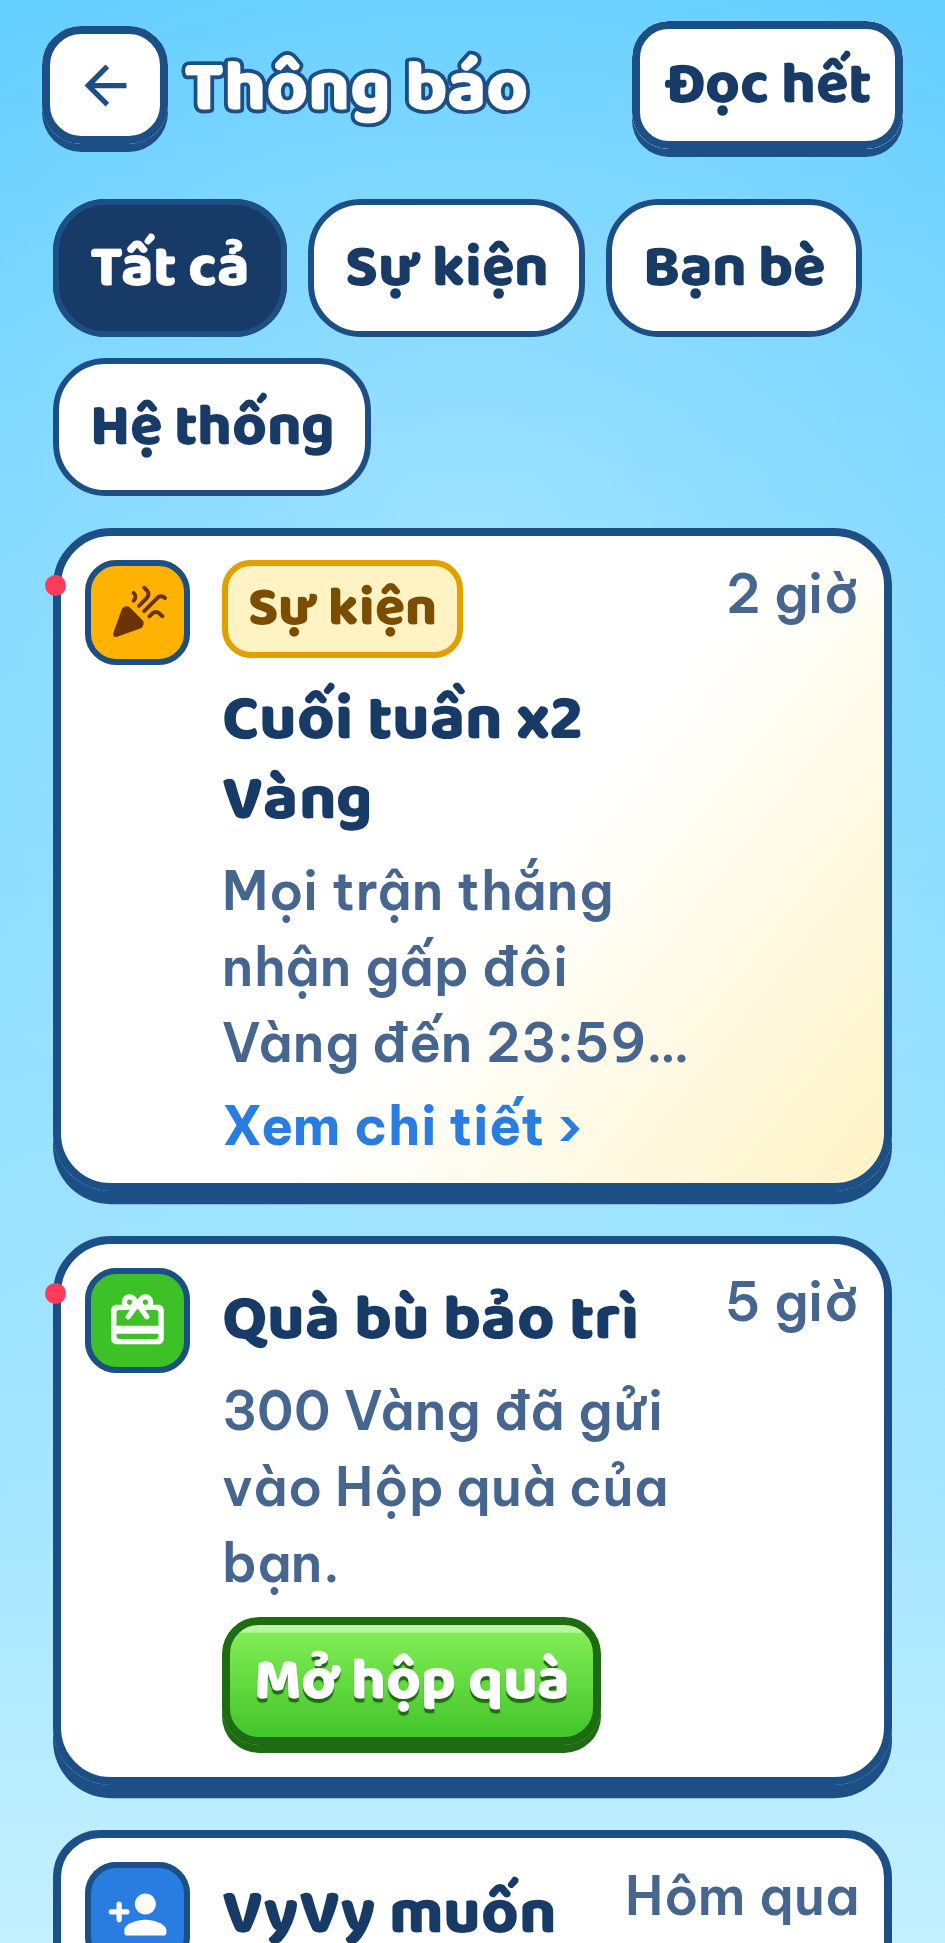 Thông báo
Đọc hết
Tất cả
Sự kiện
Bạn bè
Hệ thống
Sự kiện
2 giờ
Cuối tuần x2
Vàng
Mọi trận thắng
nhận gấp đôi
Vàng đến 23:59...
Xem chi tiết ›
Quà bù bảo trì
5 giờ
300 Vàng đã gửi
vào Hộp quà của
bạn.
Mở hộp quà
VyVy muốn
Hôm qua